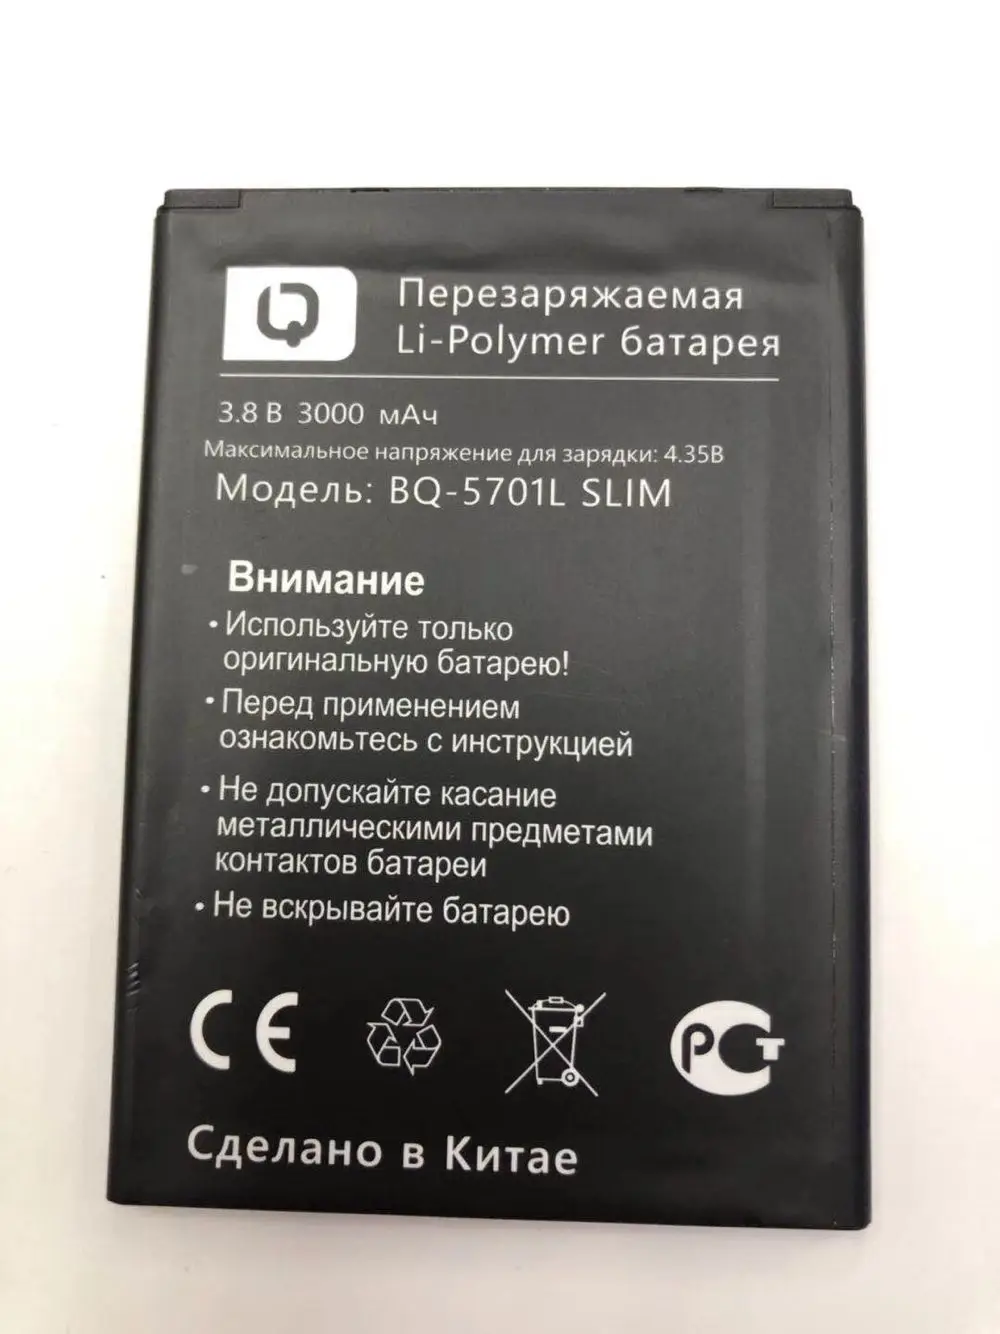 Перезаряжаемая
Li-Polymer батарея
3.8 В 3000 мАч
Максимальное напряжение для зарядки: 4.35В
Модель: BQ-5701L SLIM
Внимание
• Используйте только
оригинальную батарею!
• Перед применением
ознакомьтесь с инструкцией
• Не допускайте касание
металлическими предметами
контактов батареи
• Не вскрывайте батарею
CE
РСТ
Сделано в Китае